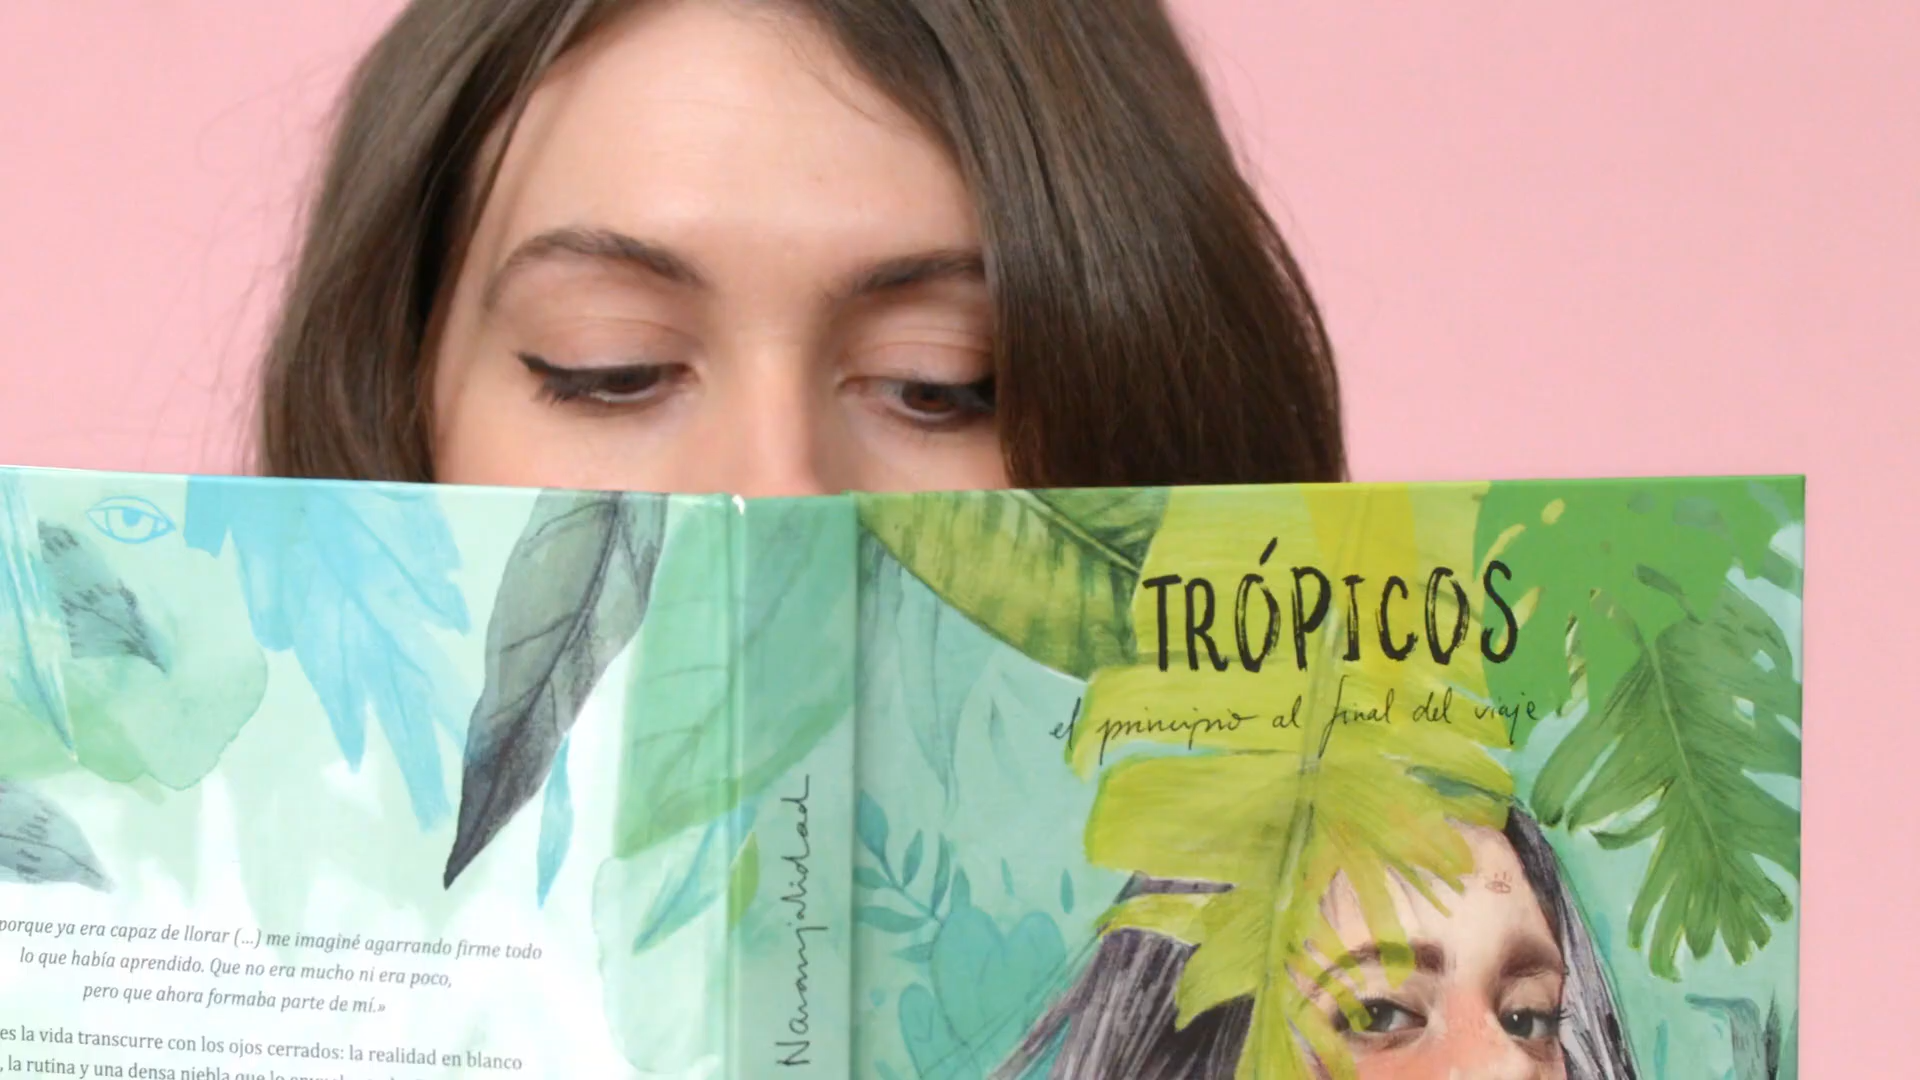 TRÓPICOS
el principio al final del viaje
Naranjalidad
porque ya era capaz de llorar (...) me imaginé agarrando firme todo
lo que había aprendido. Que no era mucho ni era poco,
pero que ahora formaba parte de mí.»
es la vida transcurre con los ojos cerrados: la realidad en blanco
, la rutina y una densa niebla que lo